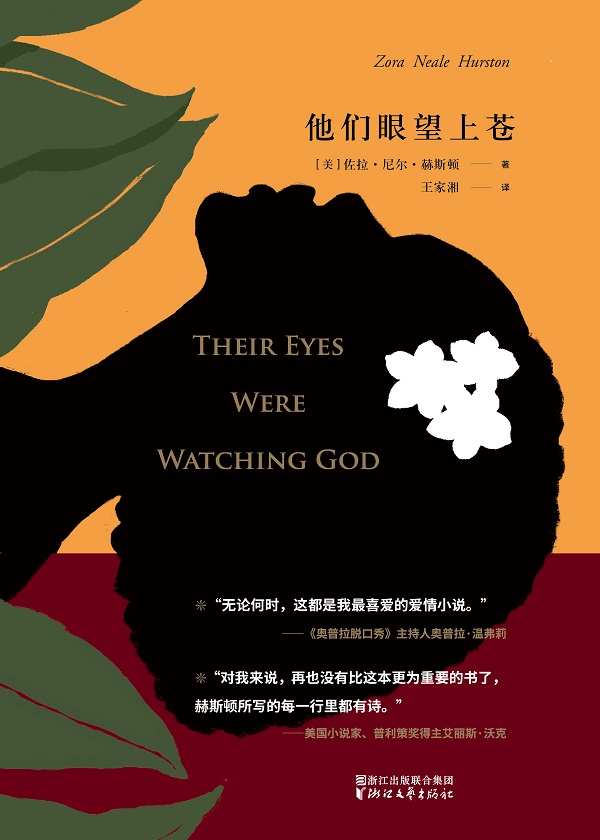 Zora Neale Hurston
他们眼望上苍
[美]佐拉·尼尔·赫斯顿 —— 著
王家湘 —— 译
THEIR EYES
WERE
WATCHING GOD
“无论何时，这都是我最喜爱的爱情小说。”
——《奥普拉脱口秀》主持人奥普拉·温弗莉
“对我来说，再也没有比这本更为重要的书了，
赫斯顿所写的每一行里都有诗。”
——美国小说家、普利策奖得主艾丽斯·沃克
浙江出版联合集团
浙江文艺出版社